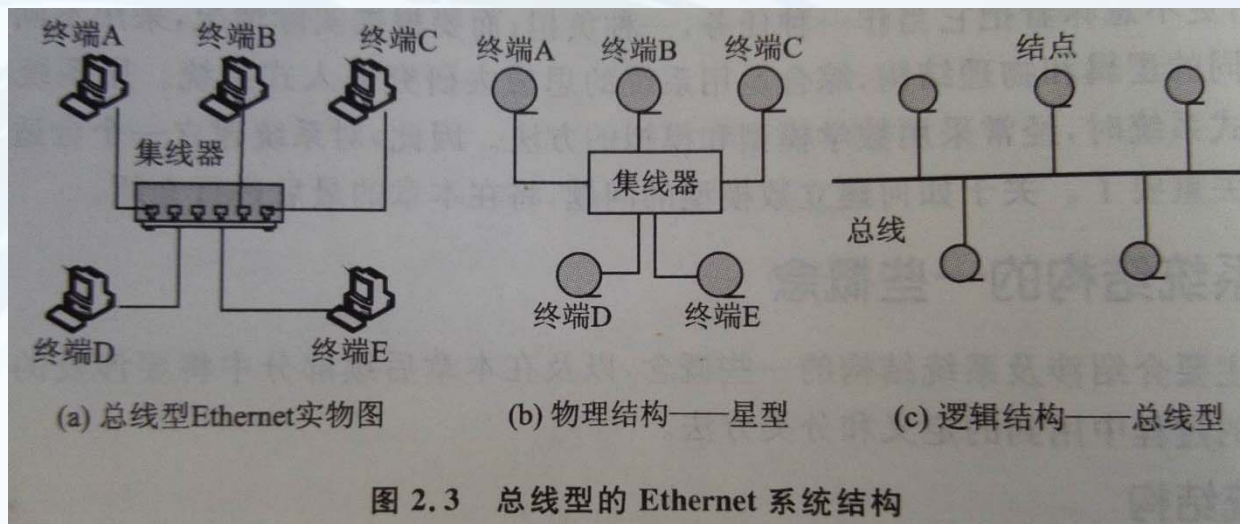 终端A
终端B
终端C
集线器
终端D
终端E
(a) 总线型Ethernet实物图
终端A
终端B
终端C
集线器
终端D
终端E
(b) 物理结构——星型
结点
总线
(c) 逻辑结构——总线型
图 2.3 总线型的 Ethernet 系统结构